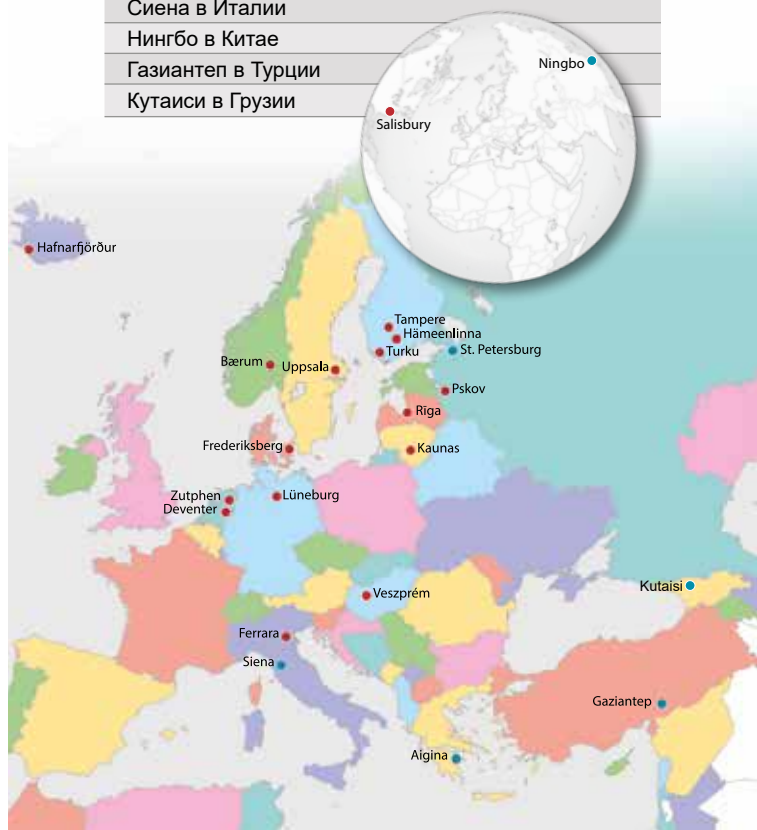 Сиена в Италии
Нингбо в Китае
Газиантеп в Турции
Кутаиси в Грузии
Ningbo
Salisbury
Hafnarfjörður
Tampere
Hämeenlinna
Turku
St. Petersburg
Bærum
Uppsala
Pskov
Rīga
Frederiksberg
Kaunas
Zutphen
Lüneburg
Deventer
Kutaisi
Veszprém
Ferrara
Siena
Gaziantep
Aigina